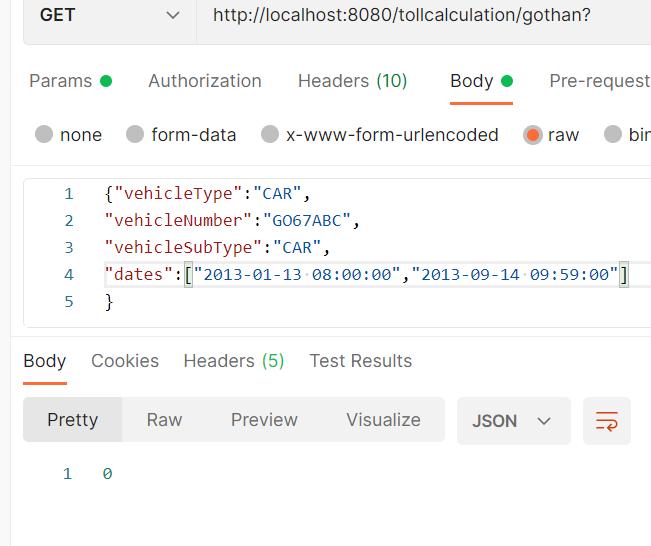 GET http://localhost:8080/tollcalculation/gothan?
Params Authorization Headers (10) Body Pre-request
none form-data x-www-form-urlencoded raw bin
1 {"vehicleType":"CAR",
2 "vehicleNumber":"GO67ABC",
3 "vehicleSubType":"CAR",
4 "dates":["2013-01-13 08:00:00","2013-09-14 09:59:00"]
5 }
Body Cookies Headers (5) Test Results
Pretty Raw Preview Visualize JSON
1 0